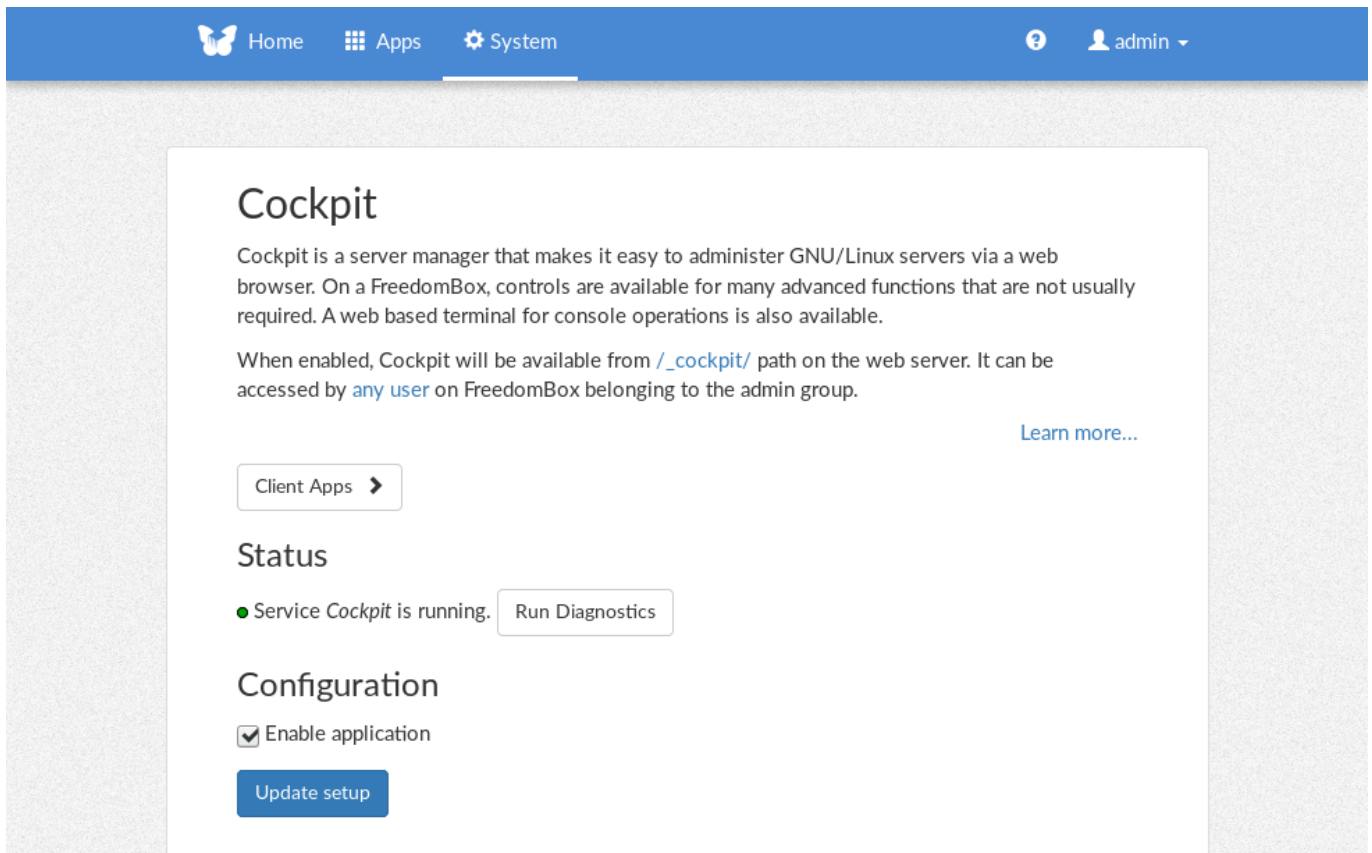 Home Apps System ? admin
Cockpit
Cockpit is a server manager that makes it easy to administer GNU/Linux servers via a web
browser. On a FreedomBox, controls are available for many advanced functions that are not usually
required. A web based terminal for console operations is also available.
When enabled, Cockpit will be available from /_cockpit/ path on the web server. It can be
accessed by any user on FreedomBox belonging to the admin group.
Learn more...
Client Apps
Status
Service Cockpit is running. Run Diagnostics
Configuration
Enable application
Update setup